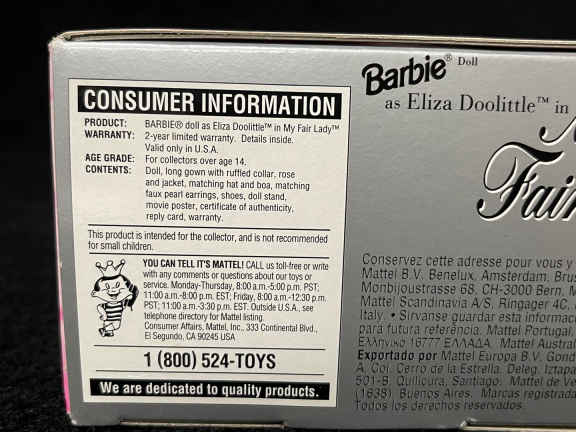 CONSUMER INFORMATION
PRODUCT: BARBIE® doll as Eliza Doolittle™ in My Fair Lady™
WARRANTY: 2-year limited warranty. Details inside.
Valid only in U.S.A.
AGE GRADE: For collectors over age 14.
CONTENTS: Doll, long gown with ruffled collar, rose
and jacket, matching hat and boa, matching
faux pearl earrings, shoes, doll stand,
movie poster, certificate of authenticity,
reply card, warranty.
This product is intended for the collector, and is not recommended
for small children.
YOU CAN TELL IT'S MATTEL! CALL us toll-free or write
with any comments or questions about our toys or
service. Monday-Thursday, 8:00 a.m.-5:00 p.m. PST;
11:00 a.m.-8:00 p.m. EST; Friday, 8:00 a.m.-12:30 p.m.
PST; 11:00 a.m.-3:30 p.m. EST. Outside U.S.A., see
telephone directory for Mattel listing.
Consumer Affairs, Mattel, Inc., 333 Continental Blvd.,
El Segundo, CA 90245 USA
1 (800) 524-TOYS
We are dedicated to quality products.
Barbie® Doll
as Eliza Doolittle™ in
Fair
Conservez cette adresse pour vous y
Mattel B.V. Benelux, Amsterdam, Brus
Monbijoustrasse 68, CH-3000 Bern, M
Mattel Scandinavia A/S, Ringager 4C,
Italy. • Sírvanse guardar esta informac
para futura referência. Mattel Portugal,
Ελλήνικο 16777 ΕΛΛΑΔΑ. Mattel Austral
Exportado por Mattel Europa B.V. Gond
A. Col. Cerro de la Estrella. Deleg. Iztapa
501-B. Quilicura, Santiago. Mattel de Ve
(1638) Buenos Aires. Marcas registrada
Todos los derechos reservados.